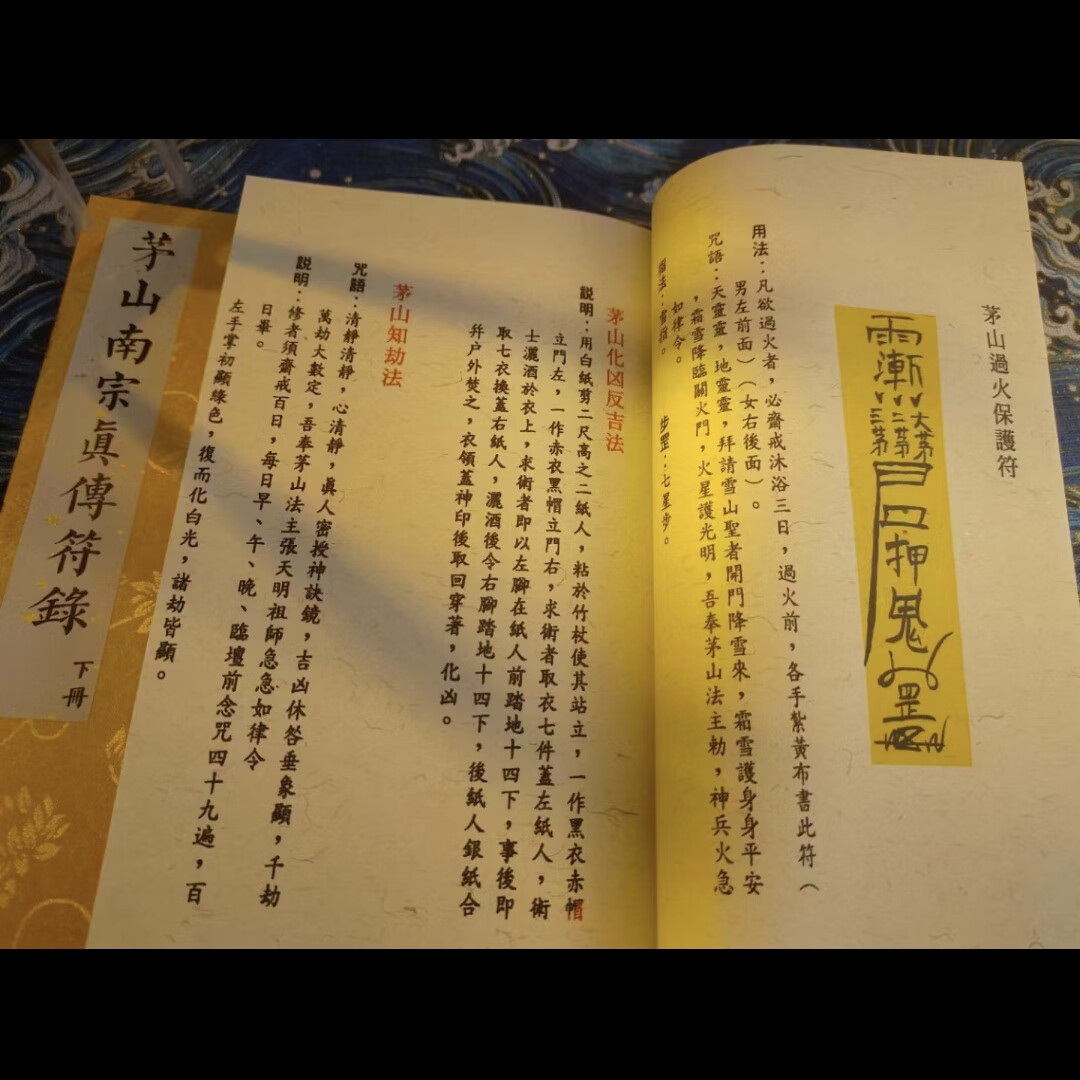 茅山過火保護符
大茅
二茅
三茅
押鬼
用法：凡欲過火者，必齋戒沐浴三日，過火前，各手紮黃布書此符（
男左前面）（女右後面）。
咒語：天靈靈，地靈靈，拜請雪山聖者開門降雪來，霜雪護身身平安
，霜雪降臨關火門，火星護光明，吾奉茅山法主勅，神兵火急
如律令。
步罡：七星步。
茅山化凶反吉法
説明：用白紙剪二尺高之二紙人，粘於竹杖使其站立，一作黑衣赤帽
立門左，一作赤衣黑帽立門右，求術者取衣七件蓋左紙人，術
士灑酒於衣上，求術者即以左腳在紙人前踏地十四下，事後即
取七衣換蓋右紙人，灑酒後令右腳踏地十四下，後紙人銀紙合
幷户外焚之，衣領蓋神印後取回穿著，化凶。
茅山知劫法
咒語：清靜清靜，心清靜，眞人密授神訣鏡，吉凶休咎垂象顯，千劫
萬劫大數定，吾奉茅山法主張天明祖師急急如律令
説明：修者須齋戒百日，每日早、午、晚、臨壇前念咒四十九遍，百
日畢。
左手掌初顯綠色，復而化白光，諸劫皆顯。
茅山南宗眞傳符錄
下冊